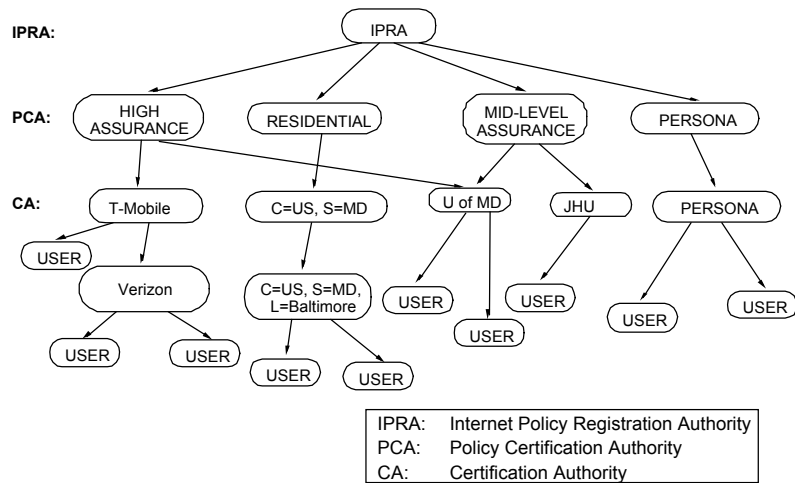 IPRA:
IPRA
PCA:
HIGH
ASSURANCE
RESIDENTIAL
MID-LEVEL
ASSURANCE
PERSONA
CA:
T-Mobile
C=US, S=MD
U of MD
JHU
PERSONA
USER
Verizon
C=US, S=MD,
L=Baltimore
USER
USER
USER
USER
USER
USER
USER
USER
USER
IPRA: Internet Policy Registration Authority
PCA: Policy Certification Authority
CA: Certification Authority